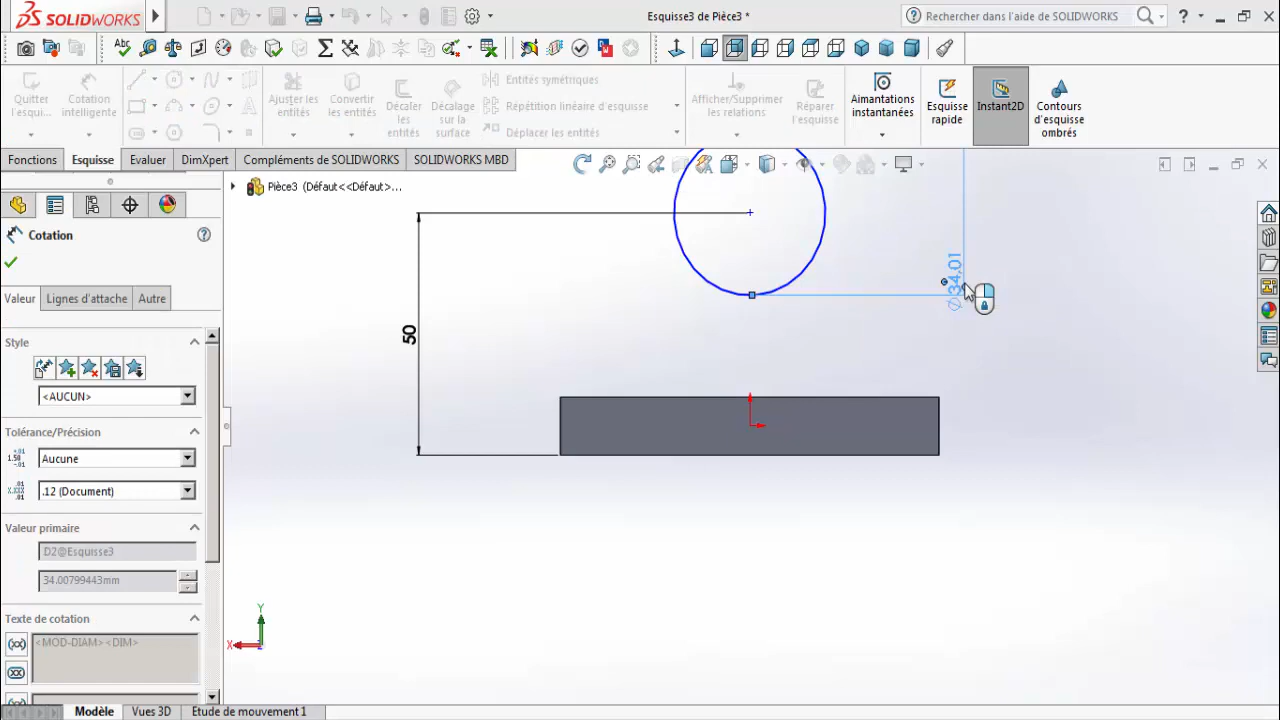 SOLIDWORKS
Esquisse3 de Pièce3
Rechercher dans l'aide de SOLIDWORKS
?
Abc
Quitter l'esqui...
Cotation intelligente
Ajuster les entités
Convertir les entités
Décaler les entités
Décalage sur la surface
Entités symétriques
Répétition linéaire d'esquisse
Déplacer les entités
Afficher/Supprimer les relations
Réparer l'esquisse
Aimantations instantanées
Esquisse rapide
Instant2D
Contours d'esquisse ombrés
Fonctions
Esquisse
Evaluer
DimXpert
Compléments de SOLIDWORKS
SOLIDWORKS MBD
Pièce3 (Défaut<<Défaut>...
Cotation
?
Valeur
Lignes d'attache
Autre
Style
<AUCUN>
Tolérance/Précision
Aucune
.12 (Document)
Valeur primaire
D2@Esquisse3
34.00799443mm
Texte de cotation
<MOD-DIAM><DIM>
50
∅34,01
Y
X
Modèle
Vues 3D
Etude de mouvement 1